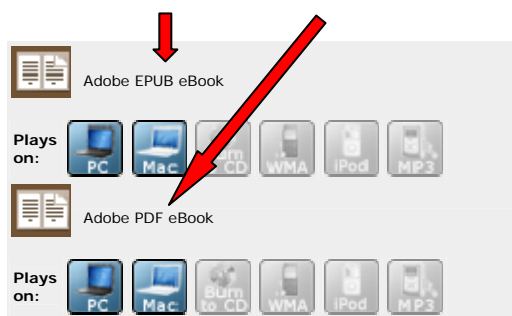 Adobe EPUB eBook
Plays on:
PC Mac Burn to CD WMA iPod MP3
Adobe PDF eBook
Plays on:
PC Mac Burn to CD WMA iPod MP3